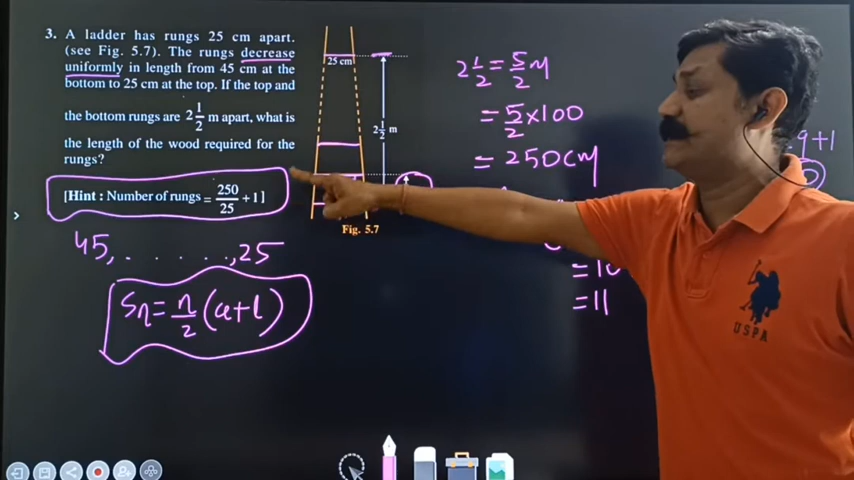 3. A ladder has rungs 25 cm apart.
(see Fig. 5.7). The rungs decrease
uniformly in length from 45 cm at the
bottom to 25 cm at the top. If the top and
the bottom rungs are 2 1/2 m apart, what is
the length of the wood required for the
rungs?
[Hint : Number of rungs = 250/25 + 1]
25 cm
2 1/2 m
Fig. 5.7
45, . . . . . ., 25
Sn = n/2 (a+l)
2 1/2 = 5/2 m
= 5/2 × 100
= 250 cm
9+1
= 10
= 11
USPA